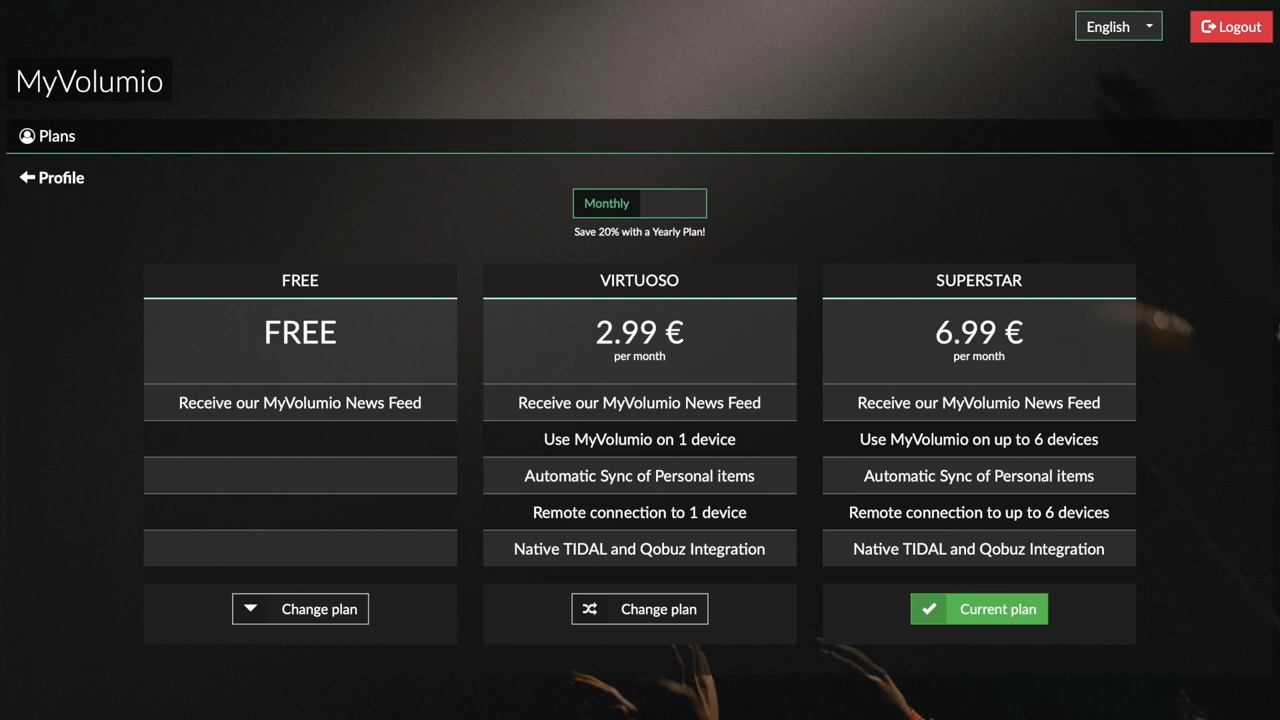 English
Logout
MyVolumio
Plans
Profile
Monthly
Save 20% with a Yearly Plan!
FREE
FREE
Receive our MyVolumio News Feed
Change plan
VIRTUOSO
2.99 €
per month
Receive our MyVolumio News Feed
Use MyVolumio on 1 device
Automatic Sync of Personal items
Remote connection to 1 device
Native TIDAL and Qobuz Integration
Change plan
SUPERSTAR
6.99 €
per month
Receive our MyVolumio News Feed
Use MyVolumio on up to 6 devices
Automatic Sync of Personal items
Remote connection to up to 6 devices
Native TIDAL and Qobuz Integration
Current plan